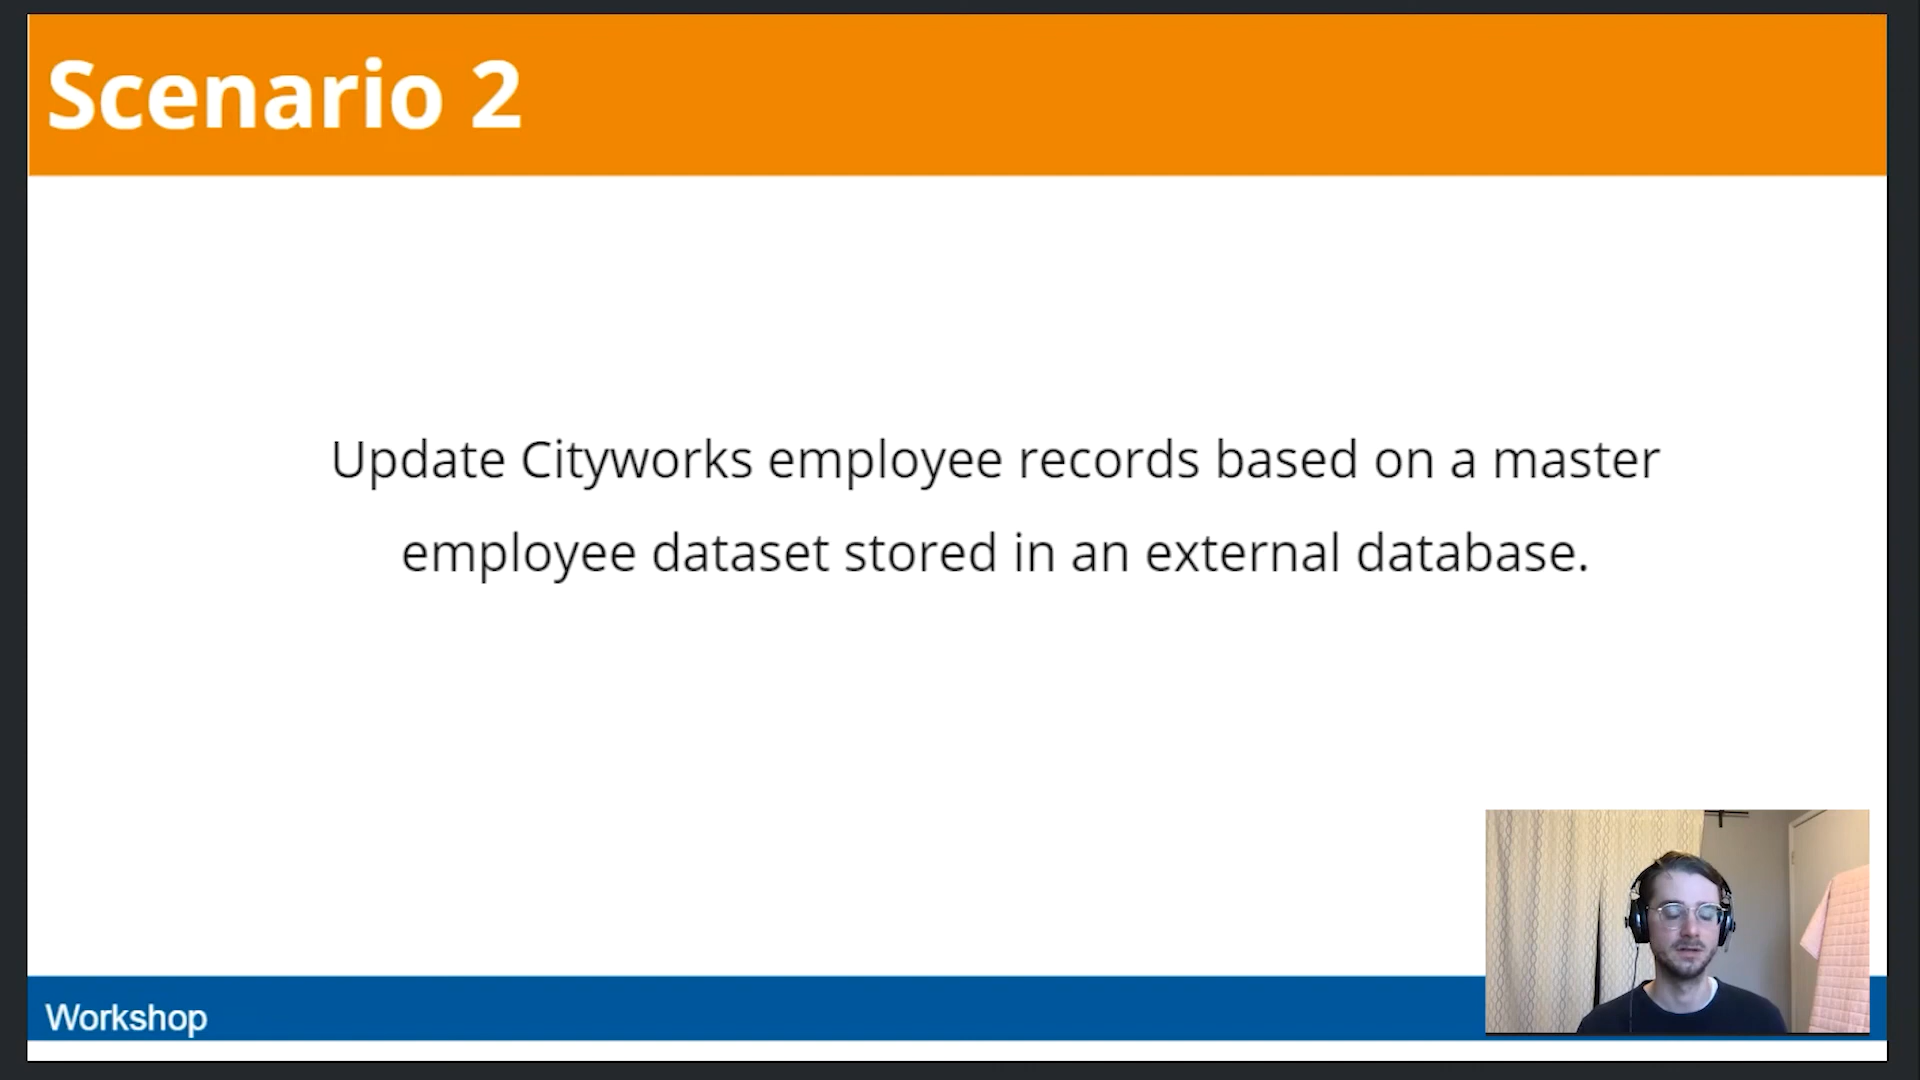 Scenario 2
Update Cityworks employee records based on a master
employee dataset stored in an external database.
Workshop